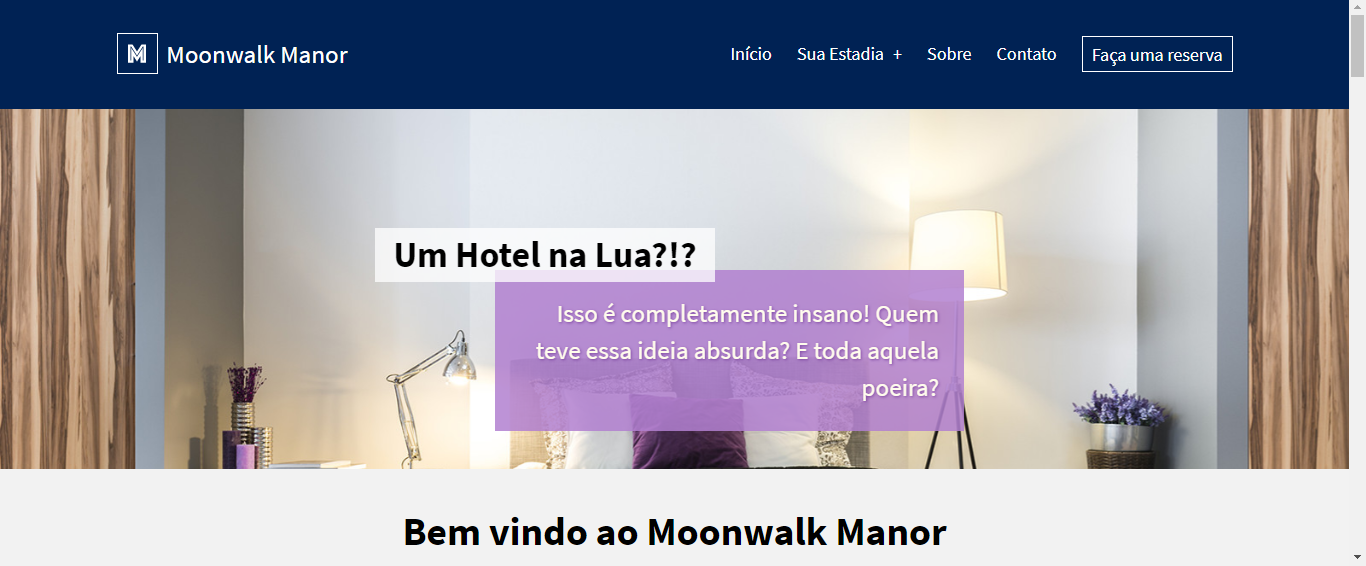 Moonwalk Manor
Início
Sua Estadia +
Sobre
Contato
Faça uma reserva
Um Hotel na Lua?!?
Isso é completamente insano! Quem
teve essa ideia absurda? E toda aquela
poeira?
Bem vindo ao Moonwalk Manor